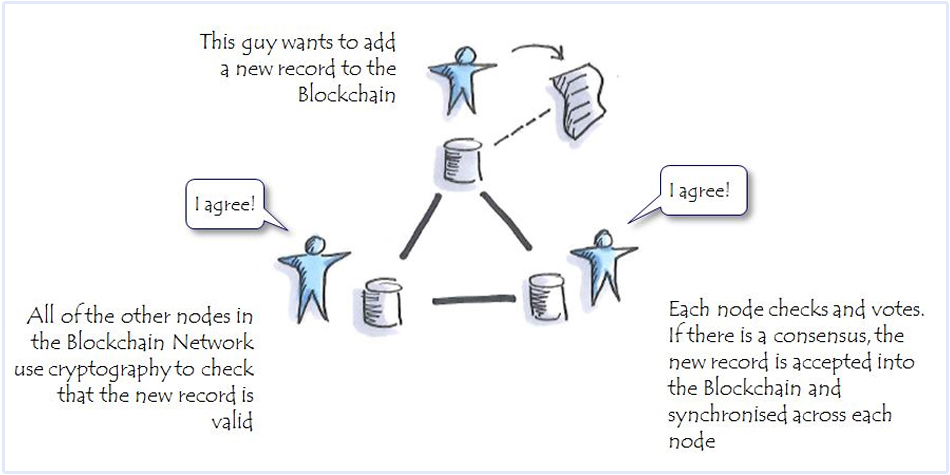 This guy wants to add
a new record to the
Blockchain
I agree!
I agree!
All of the other nodes in
the Blockchain Network
use cryptography to check
that the new record is
valid
Each node checks and votes.
If there is a consensus, the
new record is accepted into
the Blockchain and
synchronised across each
node